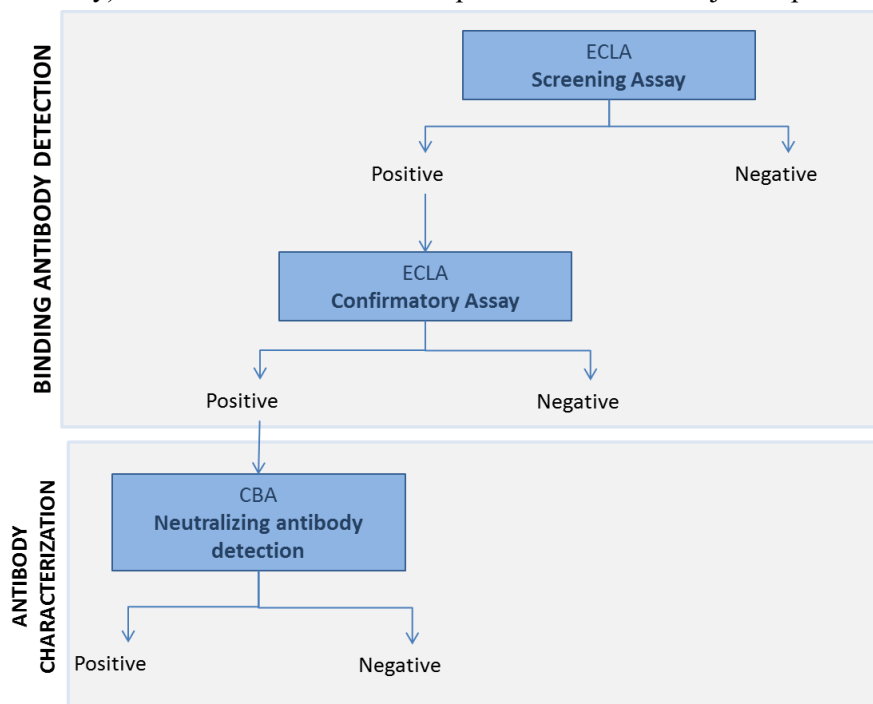 BINDING ANTIBODY DETECTION
ECLA
Screening Assay
Positive
Negative
ECLA
Confirmatory Assay
Positive
Negative
ANTIBODY
CHARACTERIZATION
CBA
Neutralizing antibody
detection
Positive
Negative